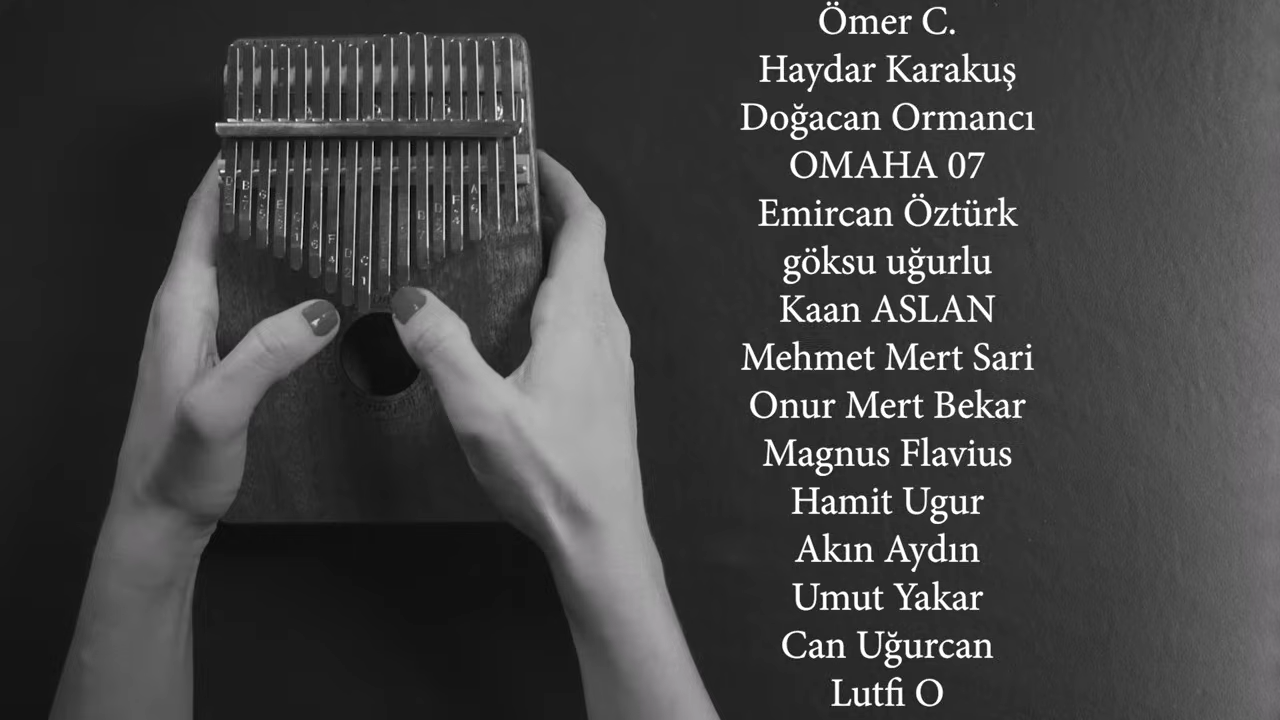 Ömer C.
Haydar Karakuş
Doğacan Ormancı
OMAHA 07
Emircan Öztürk
göksu uğurlu
Kaan ASLAN
Mehmet Mert Sari
Onur Mert Bekar
Magnus Flavius
Hamit Ugur
Akın Aydın
Umut Yakar
Can Uğurcan
Lutfi O